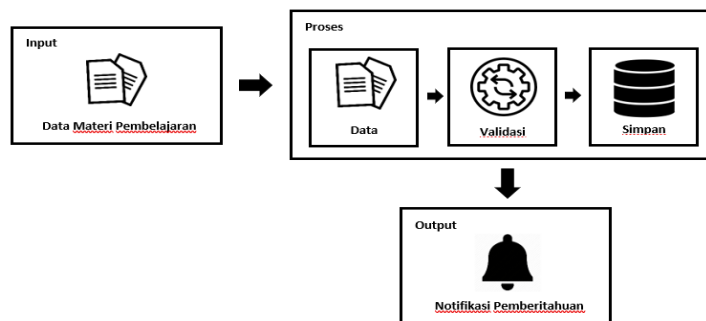 Input
Data Materi Pembelajaran
Proses
Data
Validasi
Simpan
Output
Notifikasi Pemberitahuan